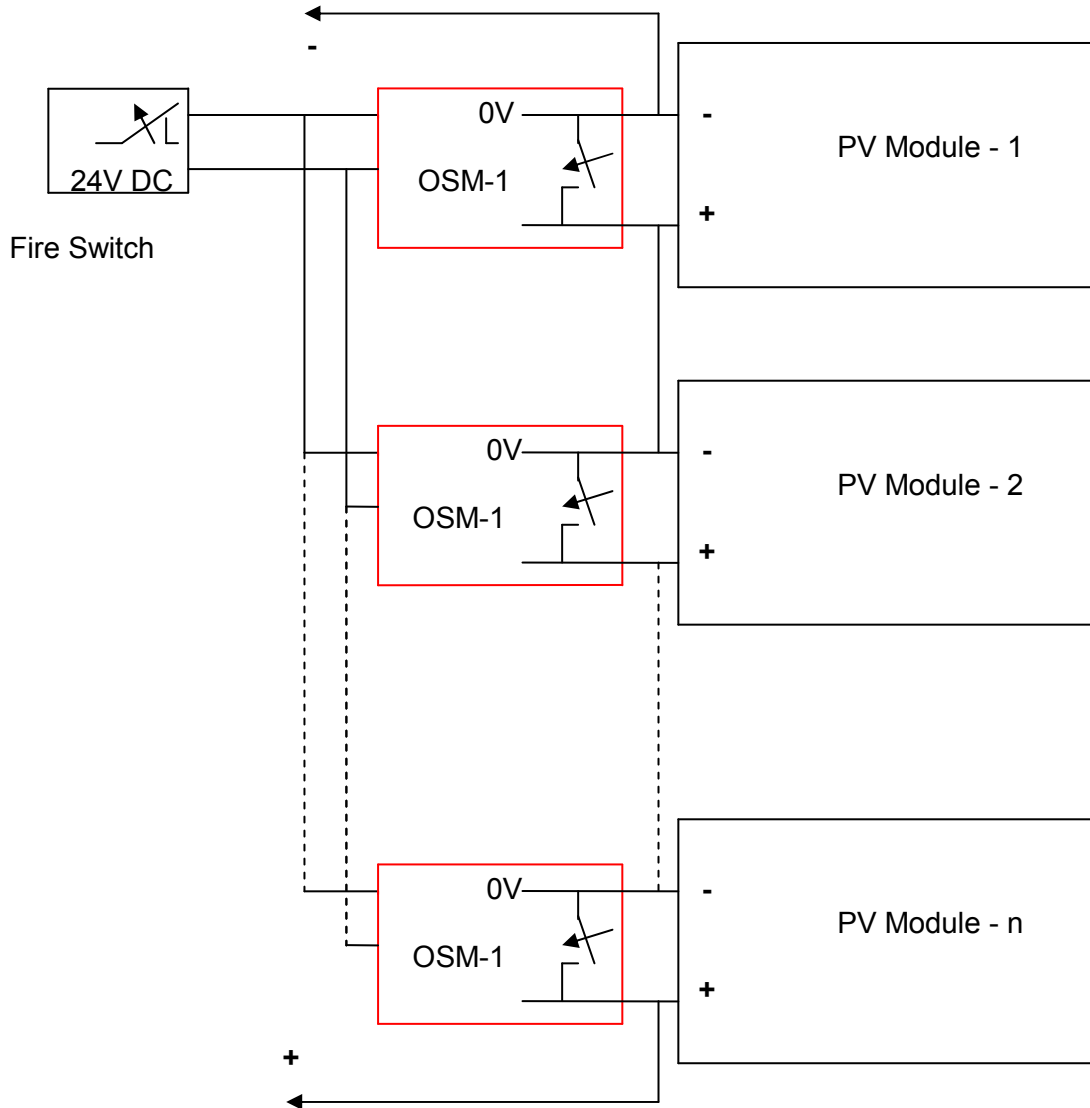 -
24V DC
Fire Switch
0V
OSM-1
-
+
PV Module - 1
0V
OSM-1
-
+
PV Module - 2
0V
OSM-1
-
+
PV Module - n
+